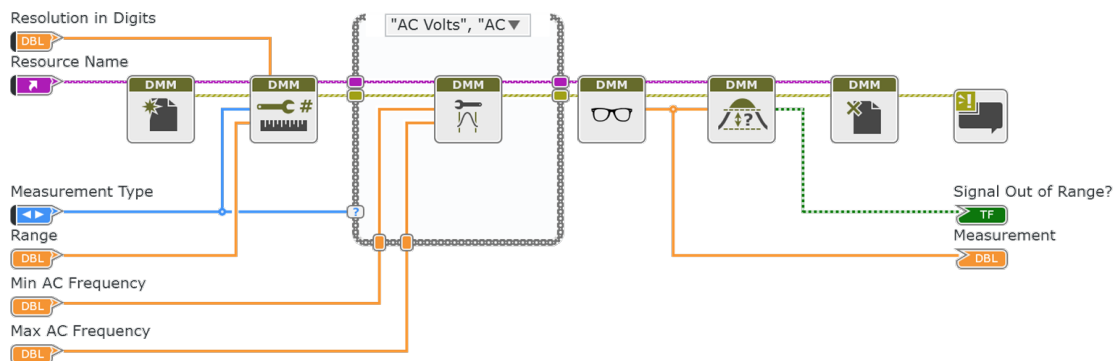 Resolution in Digits
DBL
"AC Volts", "AC
Resource Name
DMM
DMM
DMM
DMM
DMM
DMM
#
?
!
Measurement Type
?
Signal Out of Range?
TF
Range
DBL
Measurement
DBL
Min AC Frequency
DBL
Max AC Frequency
DBL